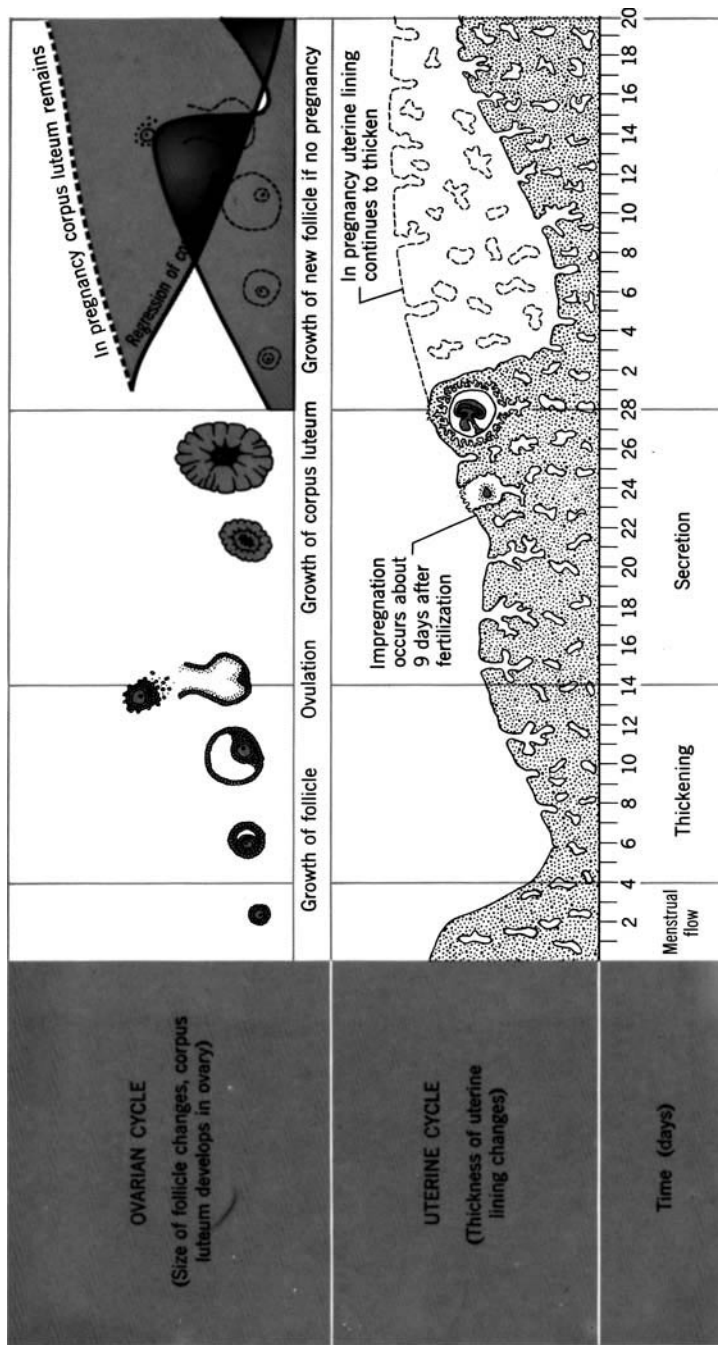 OVARIAN CYCLE
(Size of follicle changes, corpus
luteum develops in ovary)
Growth of follicle
Ovulation
Growth of corpus luteum
Growth of new follicle if no pregnancy
In pregnancy corpus luteum remains
Regression of
UTERINE CYCLE
(Thickness of uterine
lining changes)
Impregnation
occurs about
9 days after
fertilization
In pregnancy uterine lining
continues to thicken
Time (days)
2 4 6 8 10 12 14 16 18 20 22 24 26 28 2 4 6 8 10 12 14 15 18 20
Menstrual
flow
Thickening
Secretion